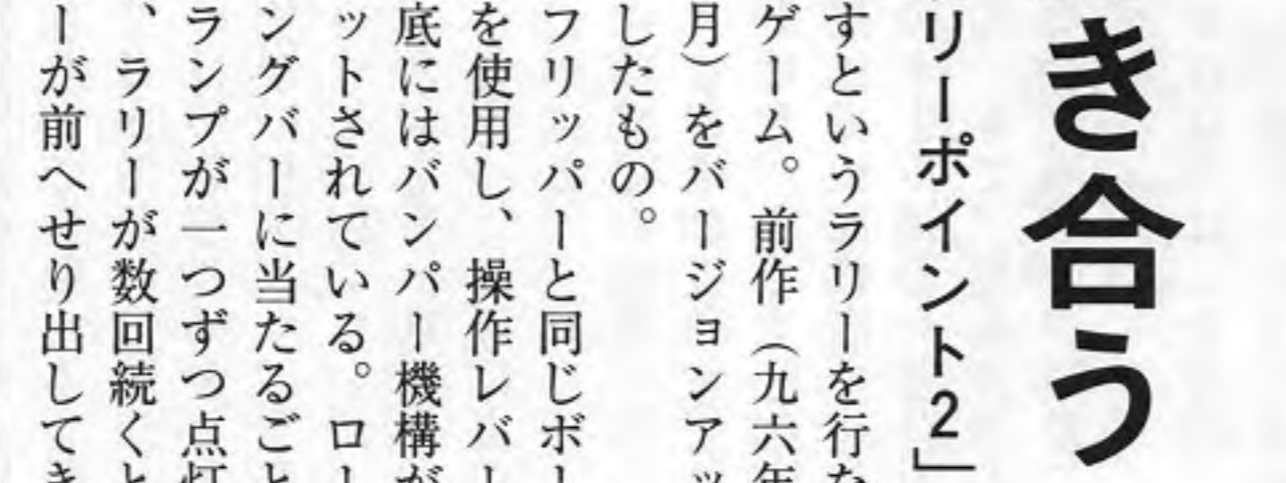 き合う
リーポイント2」
すというラリーを行な
ゲーム。前作（九六年
月）をバージョンアッ
したもの。
フリッパーと同じボー
を使用し、操作レバー
底にはバンパー機構が
ットされている。ロー
ングバーに当たるごと
ランプが一つずつ点灯
、ラリーが数回続くと
ーが前へせり出してき